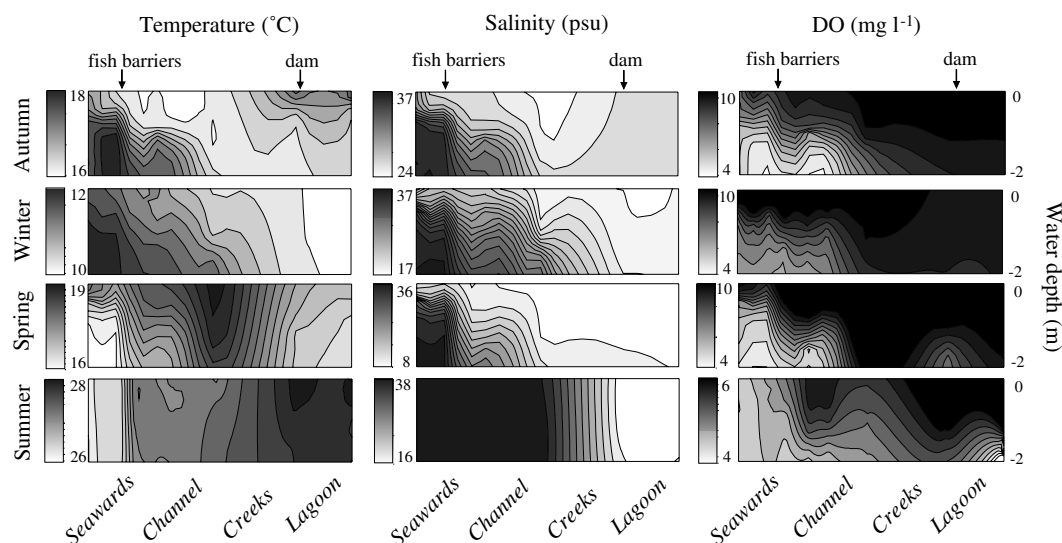 Temperature (˚C) Salinity (psu) DO (mg l-1)
fish barriers dam fish barriers dam fish barriers dam
Autumn 18 16 37 24 10 4 0 -2
Winter 12 10 37 17 10 4 0 -2
Spring 19 16 36 8 10 4 0 -2
Summer 28 26 38 16 6 4 0 -2
Water depth (m)
Seawards Channel Creeks Lagoon Seawards Channel Creeks Lagoon Seawards Channel Creeks Lagoon